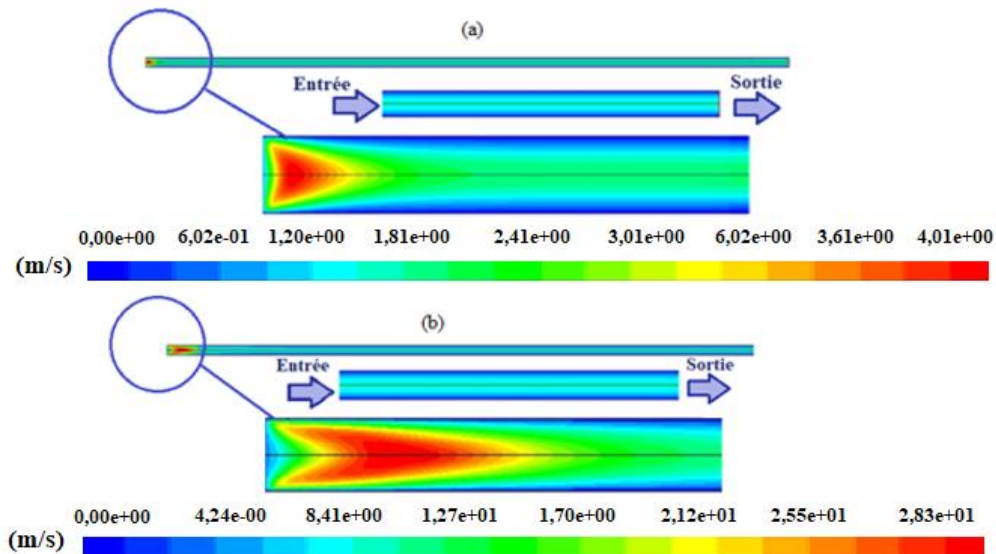 (a)
Entrée
Sortie
0,00e+00 6,02e-01 1,20e+00 1,81e+00 2,41e+00 3,01e+00 6,02e+00 3,61e+00 4,01e+00
(m/s)
(b)
Entrée
Sortie
0,00e+00 4,24e-00 8,41e+00 1,27e+01 1,70e+00 2,12e+01 2,55e+01 2,83e+01
(m/s)